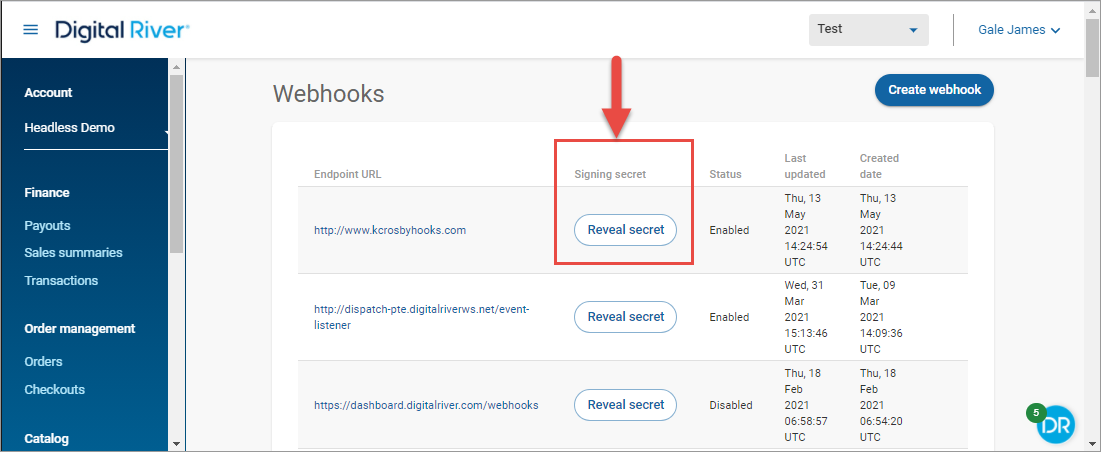 Digital River®
Test
Gale James
Account
Headless Demo
Finance
Payouts
Sales summaries
Transactions
Order management
Orders
Checkouts
Catalog
Webhooks
Create webhook
Endpoint URL
Signing secret
Status
Last
updated
Created
date
http://www.kcrosbyhooks.com
Reveal secret
Enabled
Thu, 13
May
2021
14:24:54
UTC
Thu, 13
May
2021
14:24:44
UTC
http://dispatch-pte.digitalriverws.net/event-
listener
Reveal secret
Enabled
Wed, 31
Mar
2021
15:13:46
UTC
Tue, 09
Mar
2021
14:09:36
UTC
https://dashboard.digitalriver.com/webhooks
Reveal secret
Disabled
Thu, 18
Feb
2021
06:58:57
UTC
Thu, 18
Feb
2021
06:54:20
UTC
5
DR